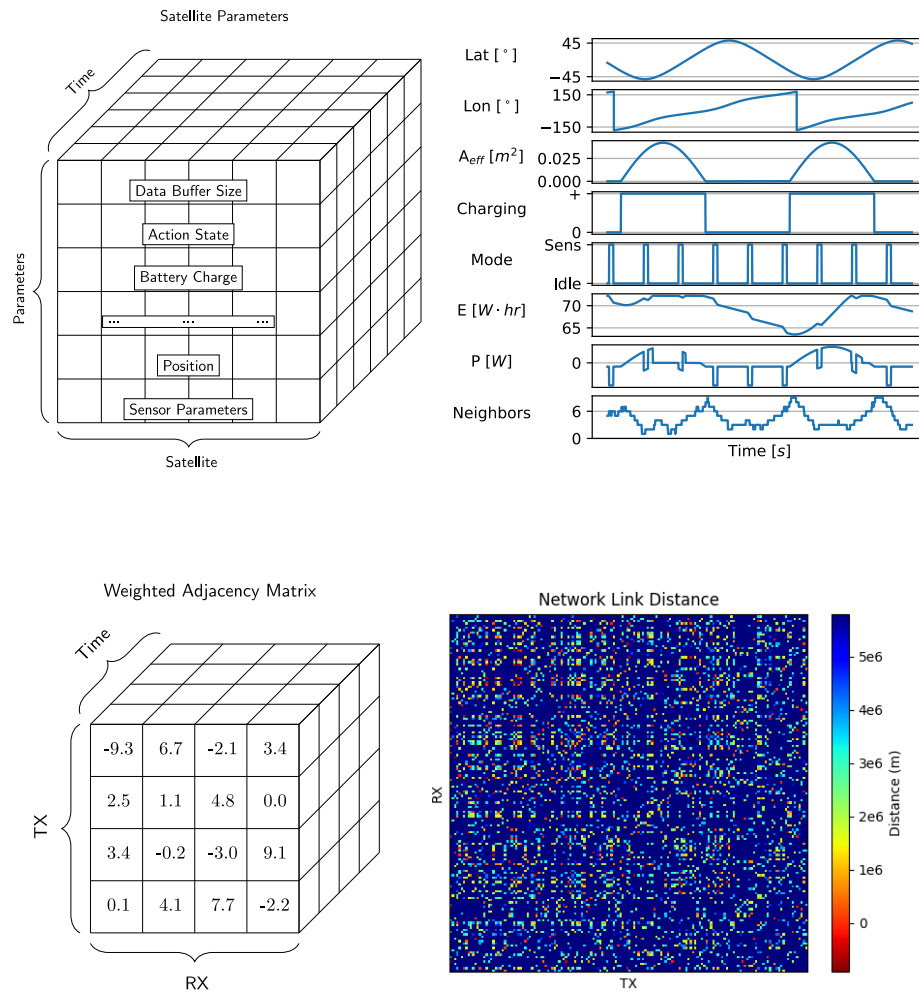 Satellite Parameters
Time
Parameters
Data Buffer Size
Action State
Battery Charge
... ... ...
Position
Sensor Parameters
Satellite
Lat [°]
45
−45
Lon [°]
150
−150
A_eff [m²]
0.025
0.000
Charging
+
0
Mode
Sens
Idle
E [W · hr]
70
65
P [W]
0
Neighbors
6
0
Time [s]
Weighted Adjacency Matrix
Time
TX
-9.3 6.7 -2.1 3.4
2.5 1.1 4.8 0.0
3.4 -0.2 -3.0 9.1
0.1 4.1 7.7 -2.2
RX
Network Link Distance
RX
TX
5e6
4e6
3e6
2e6
1e6
0
Distance (m)